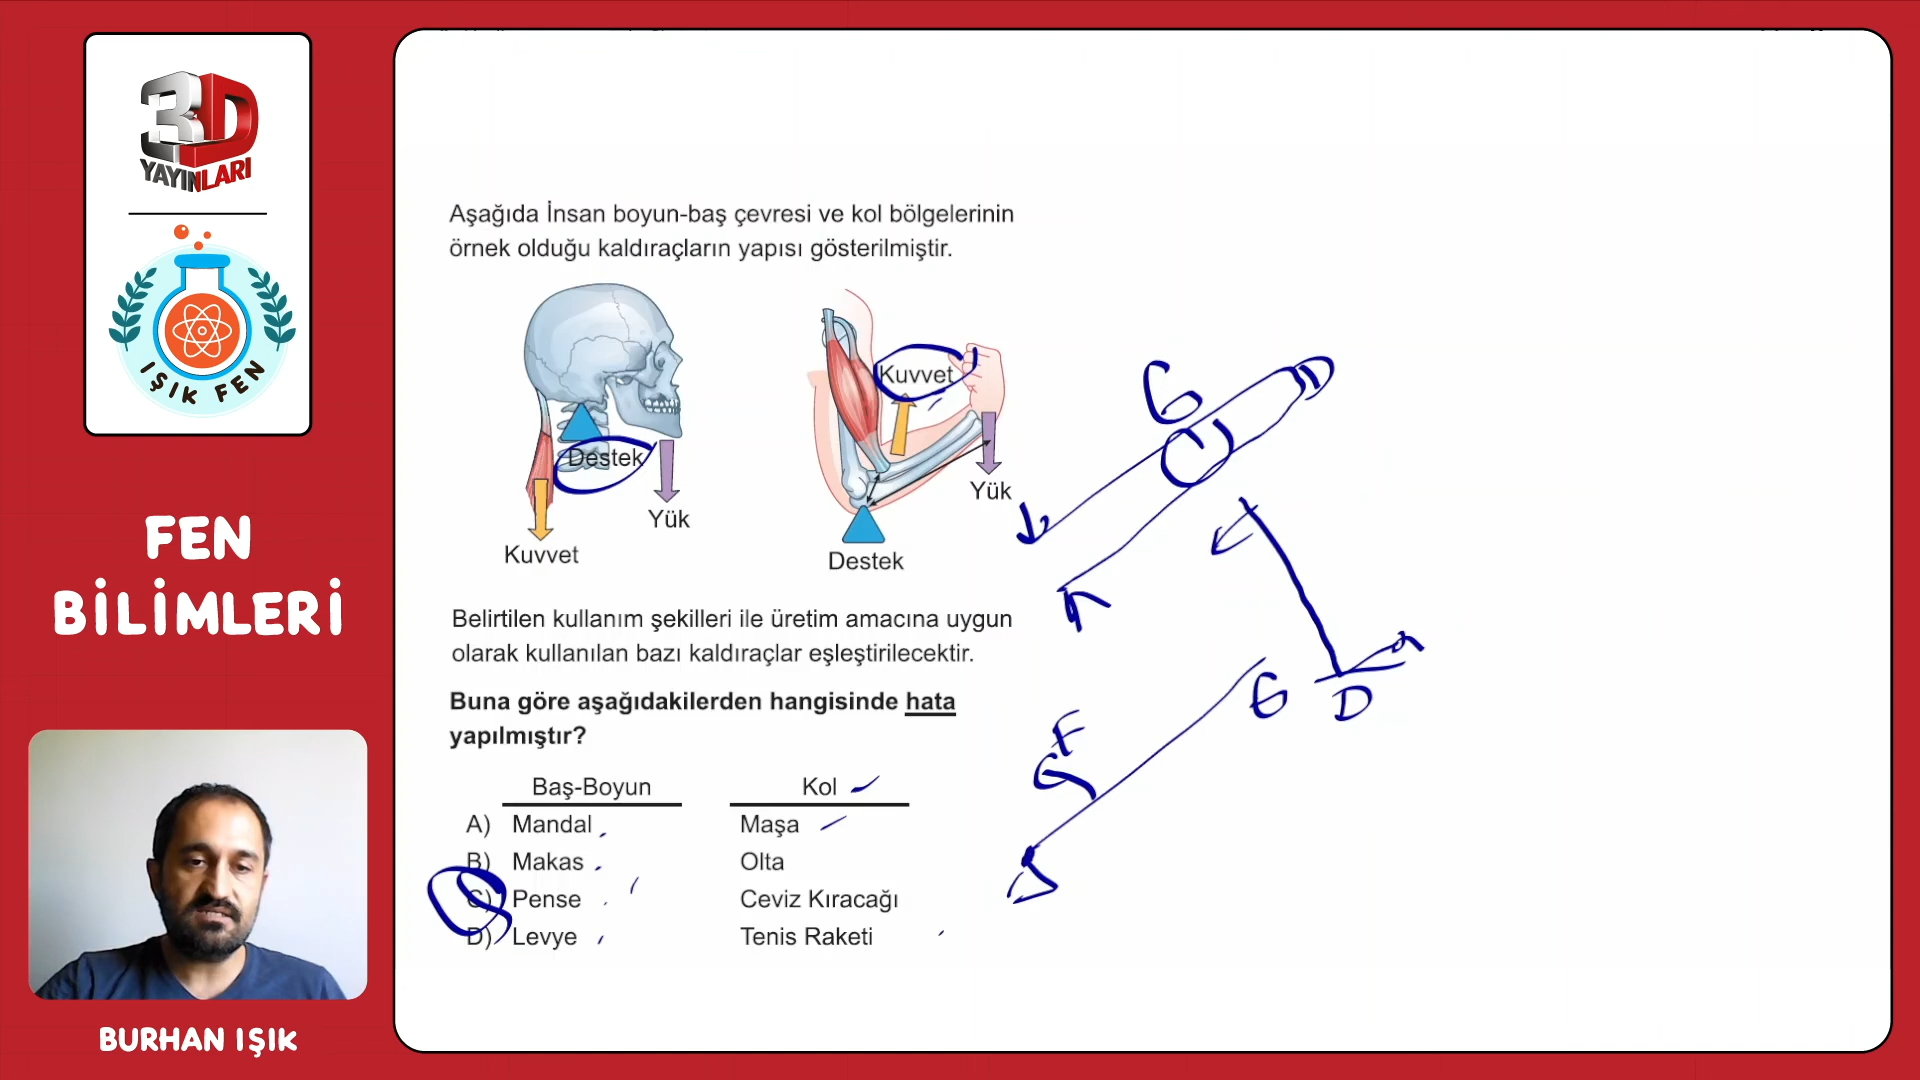 3D
YAYINLARI
IŞIK FEN
FEN
BİLİMLERİ
BURHAN IŞIK
Aşağıda İnsan boyun-baş çevresi ve kol bölgelerinin
örnek olduğu kaldıraçların yapısı gösterilmiştir.
Destek
Yük
Kuvvet
Kuvvet
Yük
Destek
Belirtilen kullanım şekilleri ile üretim amacına uygun
olarak kullanılan bazı kaldıraçlar eşleştirilecektir.
Buna göre aşağıdakilerden hangisinde hata
yapılmıştır?
Baş-Boyun Kol
A) Mandal Maşa
B) Makas Olta
C) Pense Ceviz Kıracağı
D) Levye Tenis Raketi
G
D
F
G